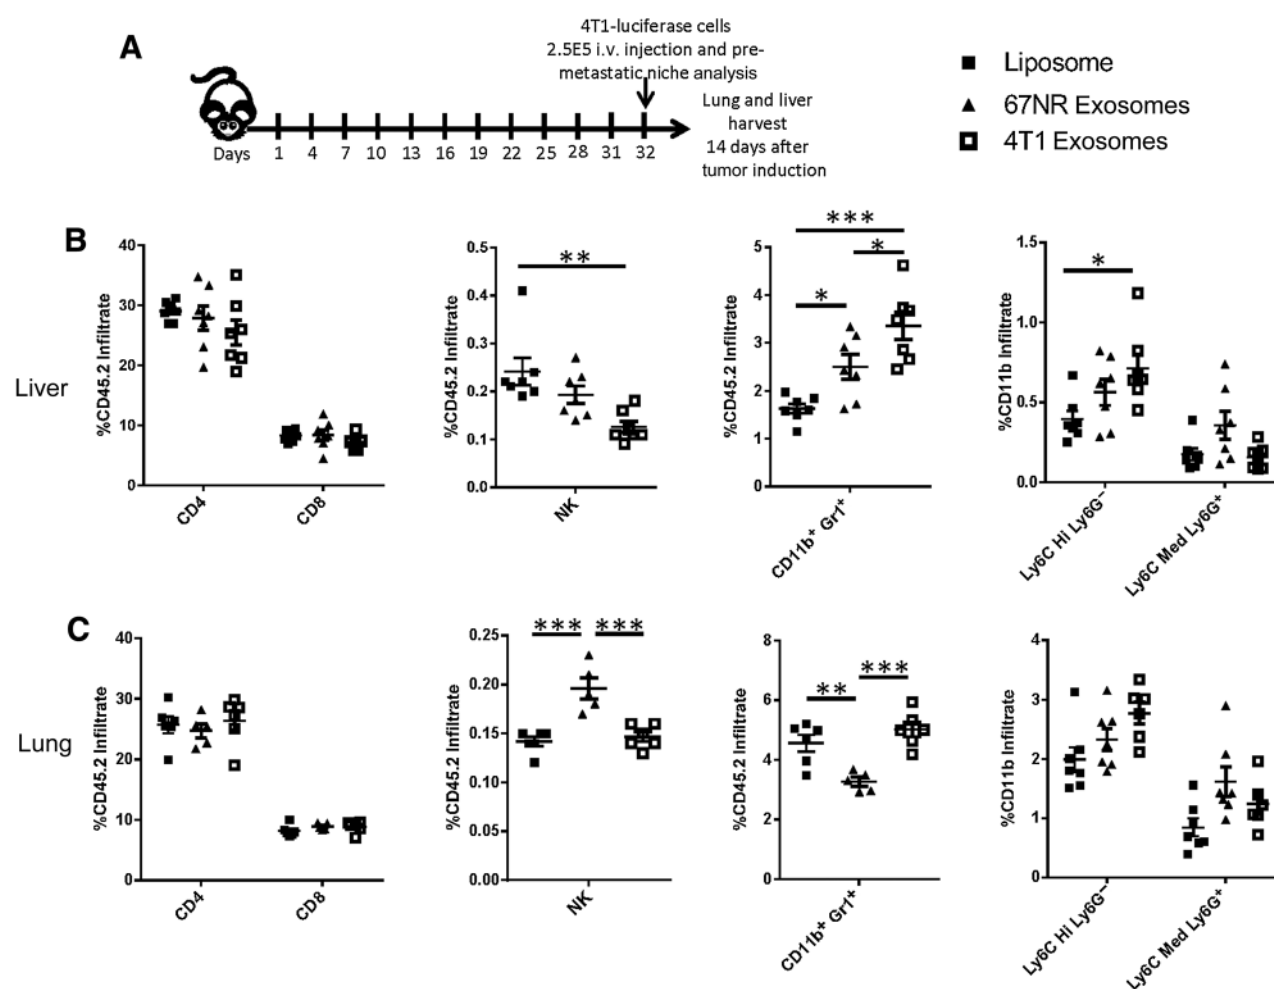 A
4T1-luciferase cells
2.5E5 i.v. injection and pre-
metastatic niche analysis
Lung and liver
harvest
14 days after
tumor induction
Days 1 4 7 10 13 16 19 22 25 28 31 32
Liposome
67NR Exosomes
4T1 Exosomes
B
Liver
%CD45.2 Infiltrate
40
30
20
10
0
CD4
CD8
%CD45.2 Infiltrate
0.5
0.4
0.3
0.2
0.1
0.0
**
NK
%CD45.2 Infiltrate
5
4
3
2
1
0
***
*
*
CD11b⁺ Gr1⁺
%CD11b Infiltrate
1.5
1.0
0.5
0.0
*
Ly6C Hi Ly6G⁻
Ly6C Med Ly6G⁺
C
Lung
%CD45.2 Infiltrate
40
30
20
10
0
CD4
CD8
%CD45.2 Infiltrate
0.25
0.20
0.15
0.10
0.05
0.00
*** ***
NK
%CD45.2 Infiltrate
8
6
4
2
0
***
**
CD11b⁺ Gr1⁺
%CD11b Infiltrate
4
3
2
1
0
Ly6C Hi Ly6G⁻
Ly6C Med Ly6G⁺